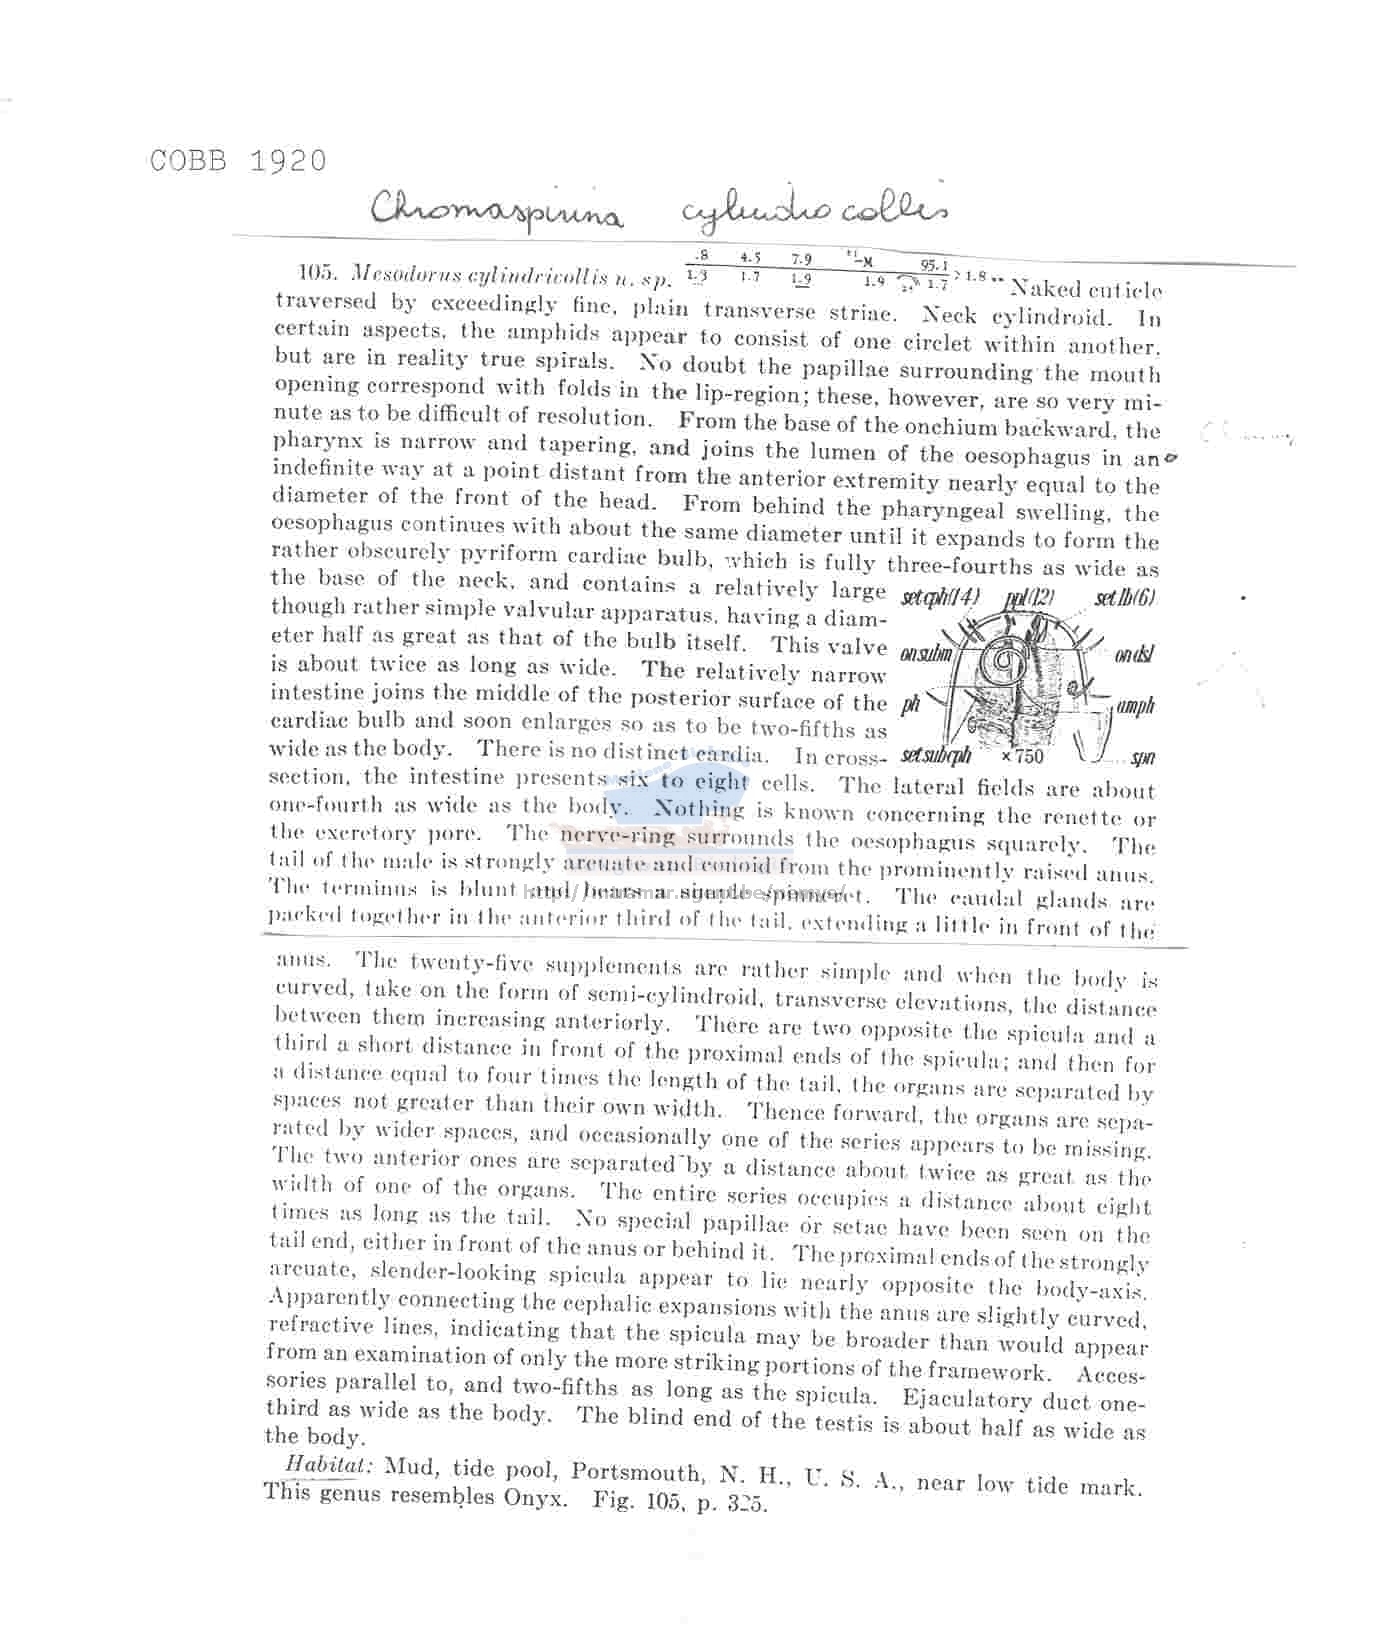 COBB 1920
Chromaspirina cylindrocollis
.8 4.5 7.9 -M 95.1
105. Mesodorus cylindricollis n. sp. 1.3 1.7 1.9 1.9 1.7 > 1.8 Naked cuticle
traversed by exceedingly fine, plain transverse striae. Neck cylindroid. In
certain aspects, the amphids appear to consist of one circlet within another,
but are in reality true spirals. No doubt the papillae surrounding the mouth
opening correspond with folds in the lip-region; these, however, are so very mi-
nute as to be difficult of resolution. From the base of the onchium backward, the
pharynx is narrow and tapering, and joins the lumen of the oesophagus in an
indefinite way at a point distant from the anterior extremity nearly equal to the
diameter of the front of the head. From behind the pharyngeal swelling, the
oesophagus continues with about the same diameter until it expands to form the
rather obscurely pyriform cardiac bulb, which is fully three-fourths as wide as
the base of the neck, and contains a relatively large
though rather simple valvular apparatus, having a diam-
eter half as great as that of the bulb itself. This valve
is about twice as long as wide. The relatively narrow
intestine joins the middle of the posterior surface of the
cardiac bulb and soon enlarges so as to be two-fifths as
wide as the body. There is no distinct cardia. In cross-
set cph(14) ppl(12) set lb(6)
on subm on dsl
ph amph
set subcph × 750 spn
section, the intestine presents six to eight cells. The lateral fields are about
one-fourth as wide as the body. Nothing is known concerning the renette or
the excretory pore. The nerve-ring surrounds the oesophagus squarely. The
tail of the male is strongly arcuate and conoid from the prominently raised anus.
The terminus is blunt and bears a simple spinneret. The caudal glands are
packed together in the anterior third of the tail, extending a little in front of the
anus. The twenty-five supplements are rather simple and when the body is
curved, take on the form of semi-cylindroid, transverse elevations, the distance
between them increasing anteriorly. There are two opposite the spicula and a
third a short distance in front of the proximal ends of the spicula; and then for
a distance equal to four times the length of the tail, the organs are separated by
spaces not greater than their own width. Thence forward, the organs are sepa-
rated by wider spaces, and occasionally one of the series appears to be missing.
The two anterior ones are separated by a distance about twice as great as the
width of one of the organs. The entire series occupies a distance about eight
times as long as the tail. No special papillae or setae have been seen on the
tail end, either in front of the anus or behind it. The proximal ends of the strongly
arcuate, slender-looking spicula appear to lie nearly opposite the body-axis.
Apparently connecting the cephalic expansions with the anus are slightly curved,
refractive lines, indicating that the spicula may be broader than would appear
from an examination of only the more striking portions of the framework. Acces-
sories parallel to, and two-fifths as long as the spicula. Ejaculatory duct one-
third as wide as the body. The blind end of the testis is about half as wide as
the body.
Habitat: Mud, tide pool, Portsmouth, N. H., U. S. A., near low tide mark.
This genus resembles Onyx. Fig. 105, p. 325.